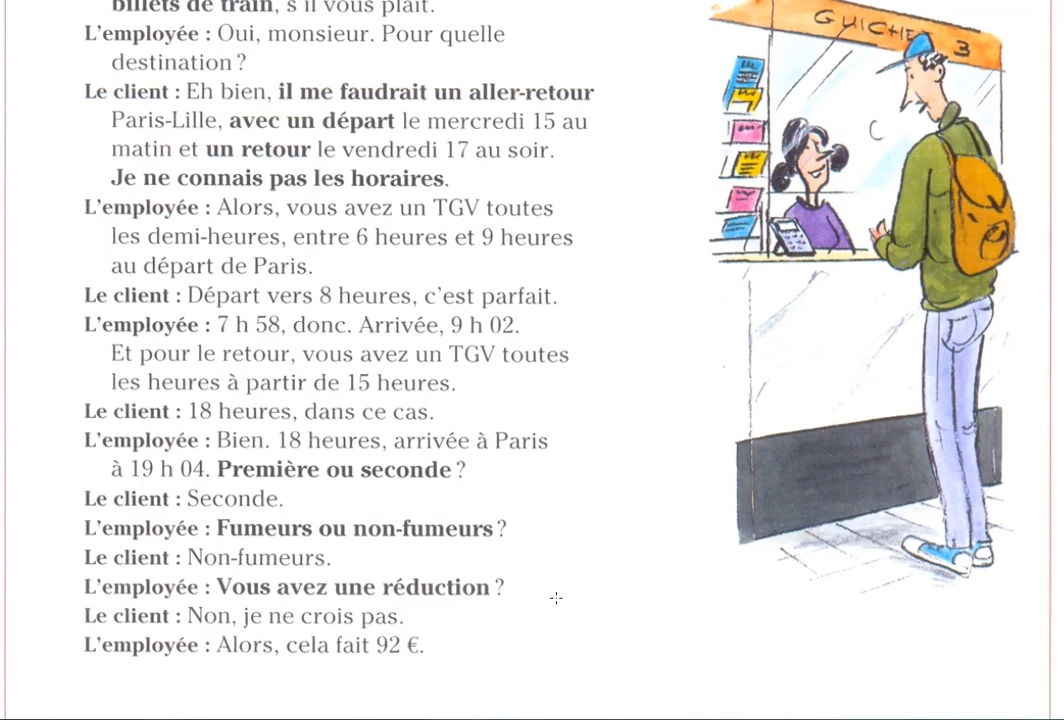 billets de train, s'il vous plaît.
L'employée : Oui, monsieur. Pour quelle
destination ?
Le client : Eh bien, il me faudrait un aller-retour
Paris-Lille, avec un départ le mercredi 15 au
matin et un retour le vendredi 17 au soir.
Je ne connais pas les horaires.
L'employée : Alors, vous avez un TGV toutes
les demi-heures, entre 6 heures et 9 heures
au départ de Paris.
Le client : Départ vers 8 heures, c'est parfait.
L'employée : 7 h 58, donc. Arrivée, 9 h 02.
Et pour le retour, vous avez un TGV toutes
les heures à partir de 15 heures.
Le client : 18 heures, dans ce cas.
L'employée : Bien. 18 heures, arrivée à Paris
à 19 h 04. Première ou seconde ?
Le client : Seconde.
L'employée : Fumeurs ou non-fumeurs ?
Le client : Non-fumeurs.
L'employée : Vous avez une réduction ?
Le client : Non, je ne crois pas.
L'employée : Alors, cela fait 92 €.
GUICHET 3